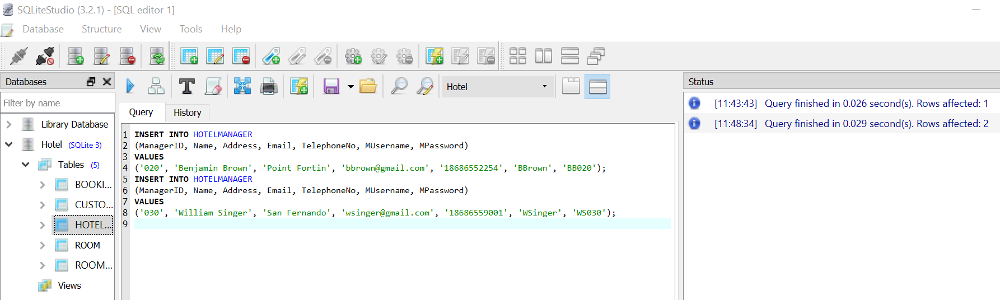 SQLiteStudio (3.2.1) - [SQL editor 1]
Database Structure View Tools Help
Databases
Filter by name
Library Database
Hotel (SQLite 3)
Tables (5)
BOOKI...
CUSTO...
HOTEL...
ROOM
ROOM...
Views
Hotel
Query History
1 INSERT INTO HOTELMANAGER
2 (ManagerID, Name, Address, Email, TelephoneNo, MUsername, MPassword)
3 VALUES
4 ('020', 'Benjamin Brown', 'Point Fortin', 'bbrown@gmail.com', '18686552254', 'BBrown', 'BB020');
5 INSERT INTO HOTELMANAGER
6 (ManagerID, Name, Address, Email, TelephoneNo, MUsername, MPassword)
7 VALUES
8 ('030', 'William Singer', 'San Fernando', 'wsinger@gmail.com', '18686559001', 'WSinger', 'WS030');
9
Status
[11:43:43] Query finished in 0.026 second(s). Rows affected: 1
[11:48:34] Query finished in 0.029 second(s). Rows affected: 2